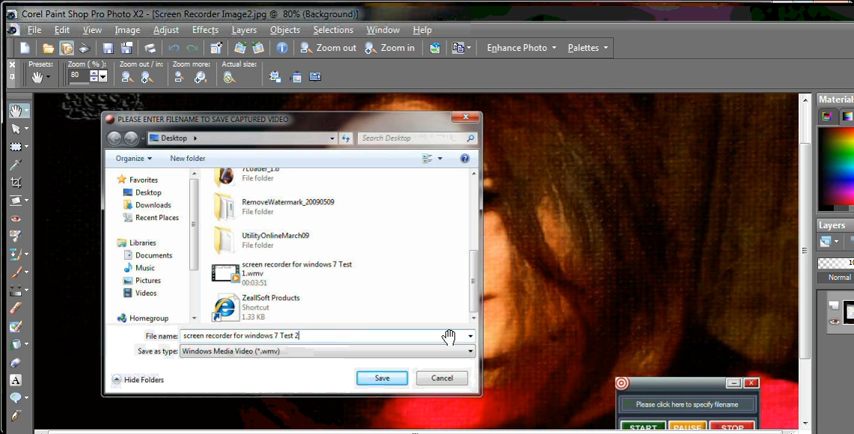 Corel Paint Shop Pro Photo X2 - [Screen Recorder Image2.jpg @ 80% (Background)]
File Edit View Image Adjust Effects Layers Objects Selections Window Help
Zoom out Zoom in Enhance Photo Palettes
Presets: Zoom ( % ): Zoom out / in: Zoom more: Actual size:
80
Materials
PLEASE ENTER FILENAME TO SAVE CAPTURED VIDEO
Desktop
Search Desktop
Organize New folder
Favorites
Desktop
Downloads
Recent Places
Libraries
Documents
Music
Pictures
Videos
Homegroup
File folder
RemoveWatermark_20090509
File folder
UtilityOnlineMarch09
File folder
screen recorder for windows 7 Test
1.wmv
00:03:51
ZeallSoft Products
Shortcut
1.33 KB
File name: screen recorder for windows 7 Test 2
Save as type: Windows Media Video (*.wmv)
Hide Folders
Save Cancel
Layers
Normal
Please click here to specify filename
START PAUSE STOP